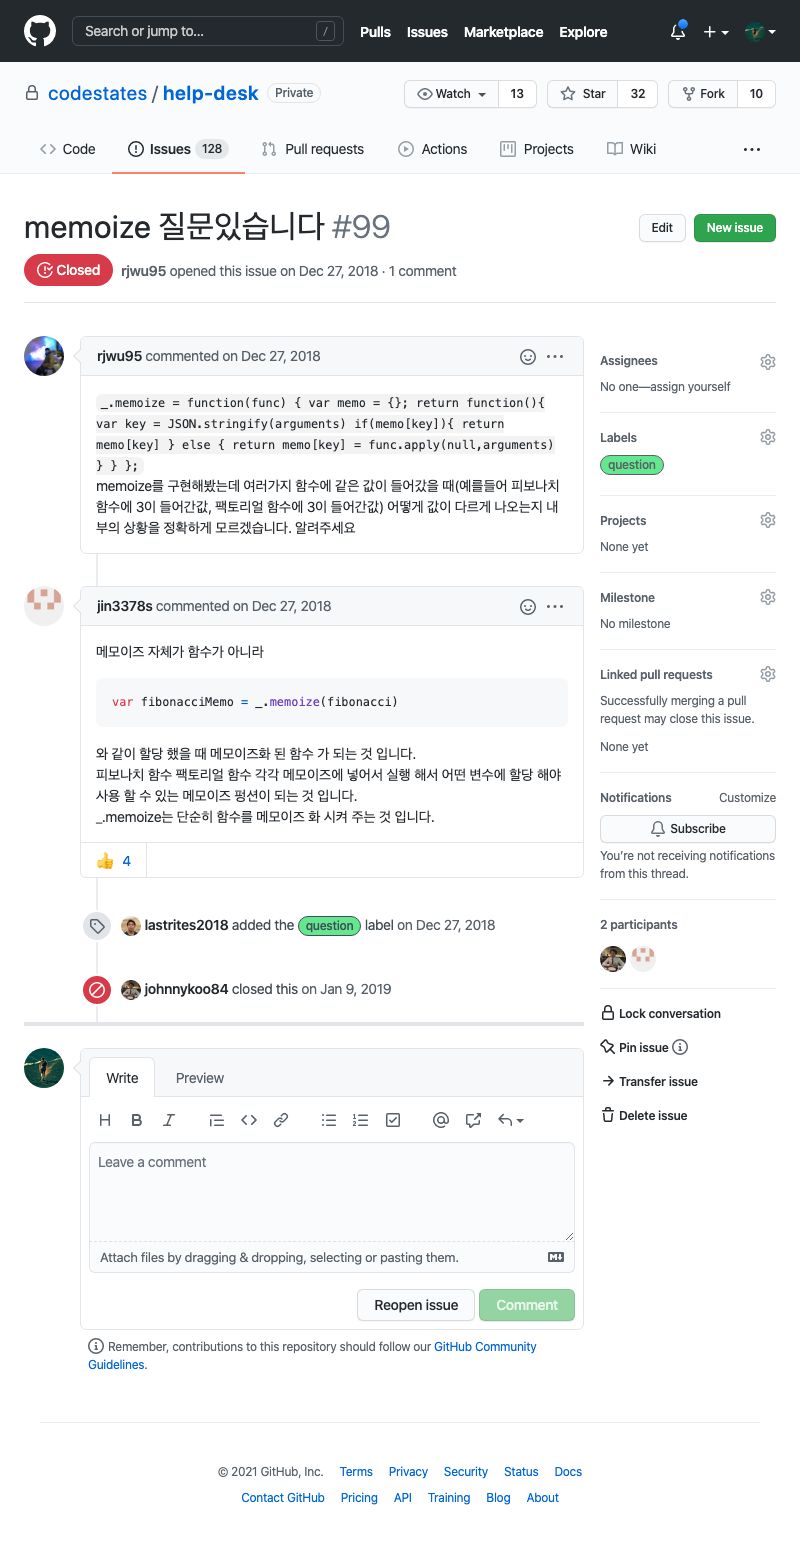 Search or jump to... /
Pulls Issues Marketplace Explore
codestates / help-desk Private
Watch 13 Star 32 Fork 10
Code Issues 128 Pull requests Actions Projects Wiki
memoize 질문있습니다 #99
Edit New issue
Closed rjwu95 opened this issue on Dec 27, 2018 · 1 comment
rjwu95 commented on Dec 27, 2018
_.memoize = function(func) { var memo = {}; return function(){
var key = JSON.stringify(arguments) if(memo[key]){ return
memo[key] } else { return memo[key] = func.apply(null,arguments)
} } };
memoize를 구현해봤는데 여러가지 함수에 같은 값이 들어갔을 때(예를들어 피보나치
함수에 3이 들어간값, 팩토리얼 함수에 3이 들어간값) 어떻게 값이 다르게 나오는지 내
부의 상황을 정확하게 모르겠습니다. 알려주세요
jin3378s commented on Dec 27, 2018
메모이즈 자체가 함수가 아니라
var fibonacciMemo = _.memoize(fibonacci)
와 같이 할당 했을 때 메모이즈화 된 함수 가 되는 것 입니다.
피보나치 함수 팩토리얼 함수 각각 메모이즈에 넣어서 실행 해서 어떤 변수에 할당 해야
사용 할 수 있는 메모이즈 펑션이 되는 것 입니다.
_.memoize는 단순히 함수를 메모이즈 화 시켜 주는 것 입니다.
👍 4
lastrites2018 added the question label on Dec 27, 2018
johnnykoo84 closed this on Jan 9, 2019
Write Preview
Leave a comment
Attach files by dragging & dropping, selecting or pasting them.
Reopen issue Comment
Remember, contributions to this repository should follow our GitHub Community
Guidelines.
Assignees
No one—assign yourself
Labels
question
Projects
None yet
Milestone
No milestone
Linked pull requests
Successfully merging a pull
request may close this issue.
None yet
Notifications Customize
Subscribe
You're not receiving notifications
from this thread.
2 participants
Lock conversation
Pin issue
Transfer issue
Delete issue
© 2021 GitHub, Inc. Terms Privacy Security Status Docs
Contact GitHub Pricing API Training Blog About